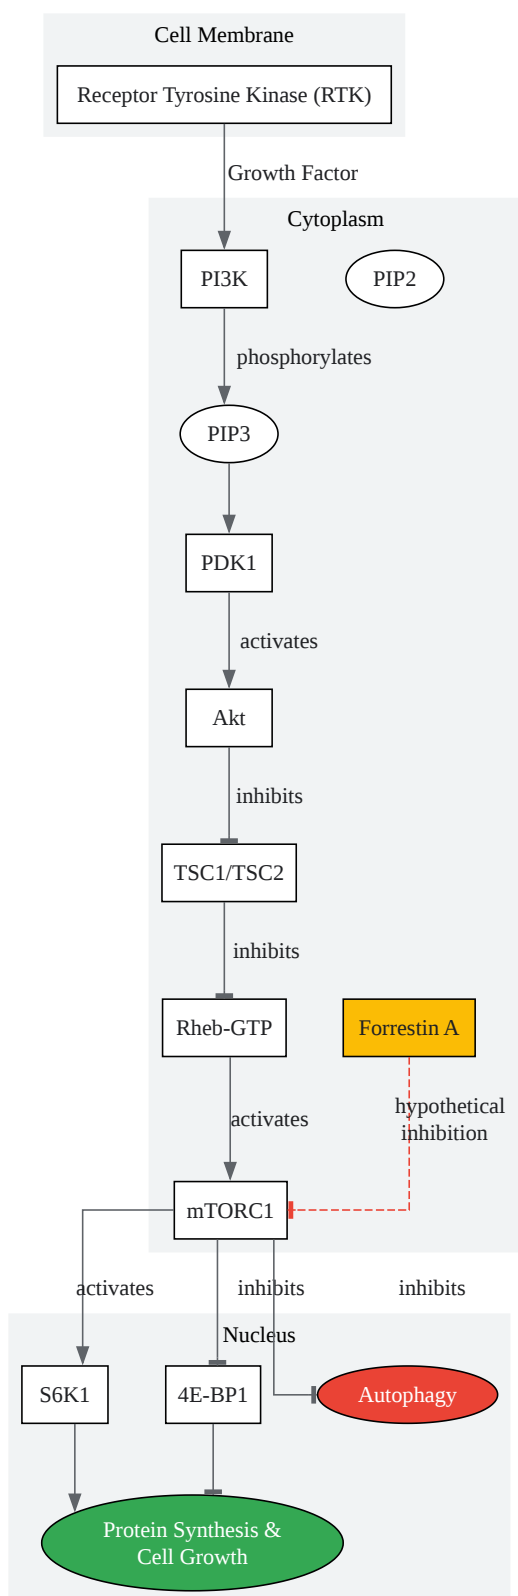 Cell Membrane
Receptor Tyrosine Kinase (RTK)
Growth Factor
Cytoplasm
PI3K
PIP2
phosphorylates
PIP3
PDK1
activates
Akt
inhibits
TSC1/TSC2
inhibits
Rheb-GTP
Forrestin A
hypothetical
inhibition
activates
mTORC1
activates
inhibits
inhibits
Nucleus
S6K1
4E-BP1
Autophagy
Protein Synthesis &
Cell Growth